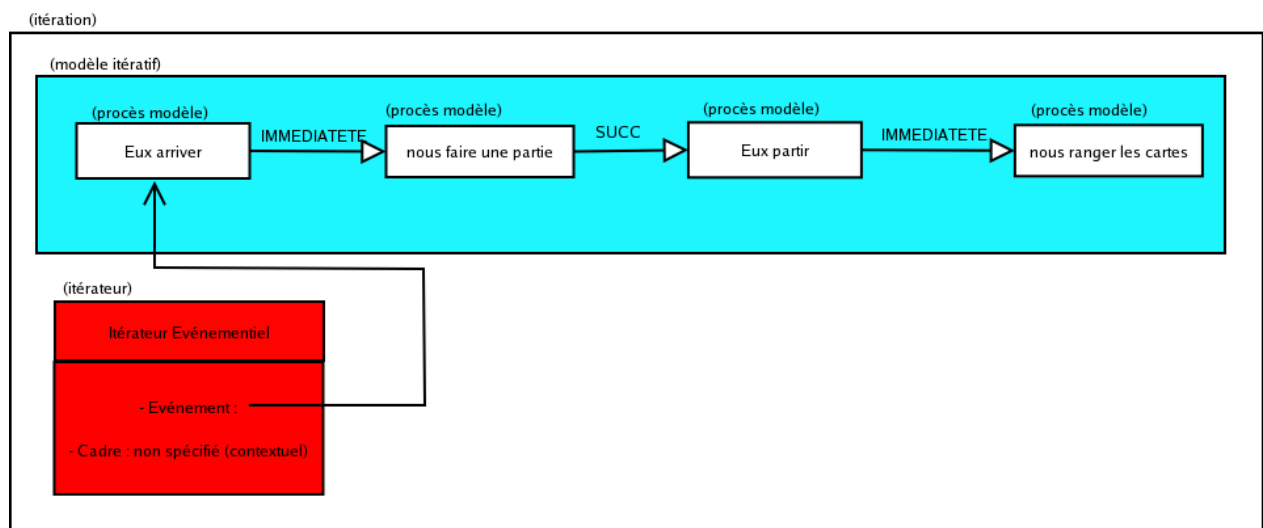 (itération)
(modèle itératif)
(procès modèle)
(procès modèle)
(procès modèle)
(procès modèle)
Eux arriver
IMMEDIATETE
nous faire une partie
SUCC
Eux partir
IMMEDIATETE
nous ranger les cartes
(itérateur)
Itérateur Evénementiel
- Evénement :
- Cadre : non spécifié (contextuel)